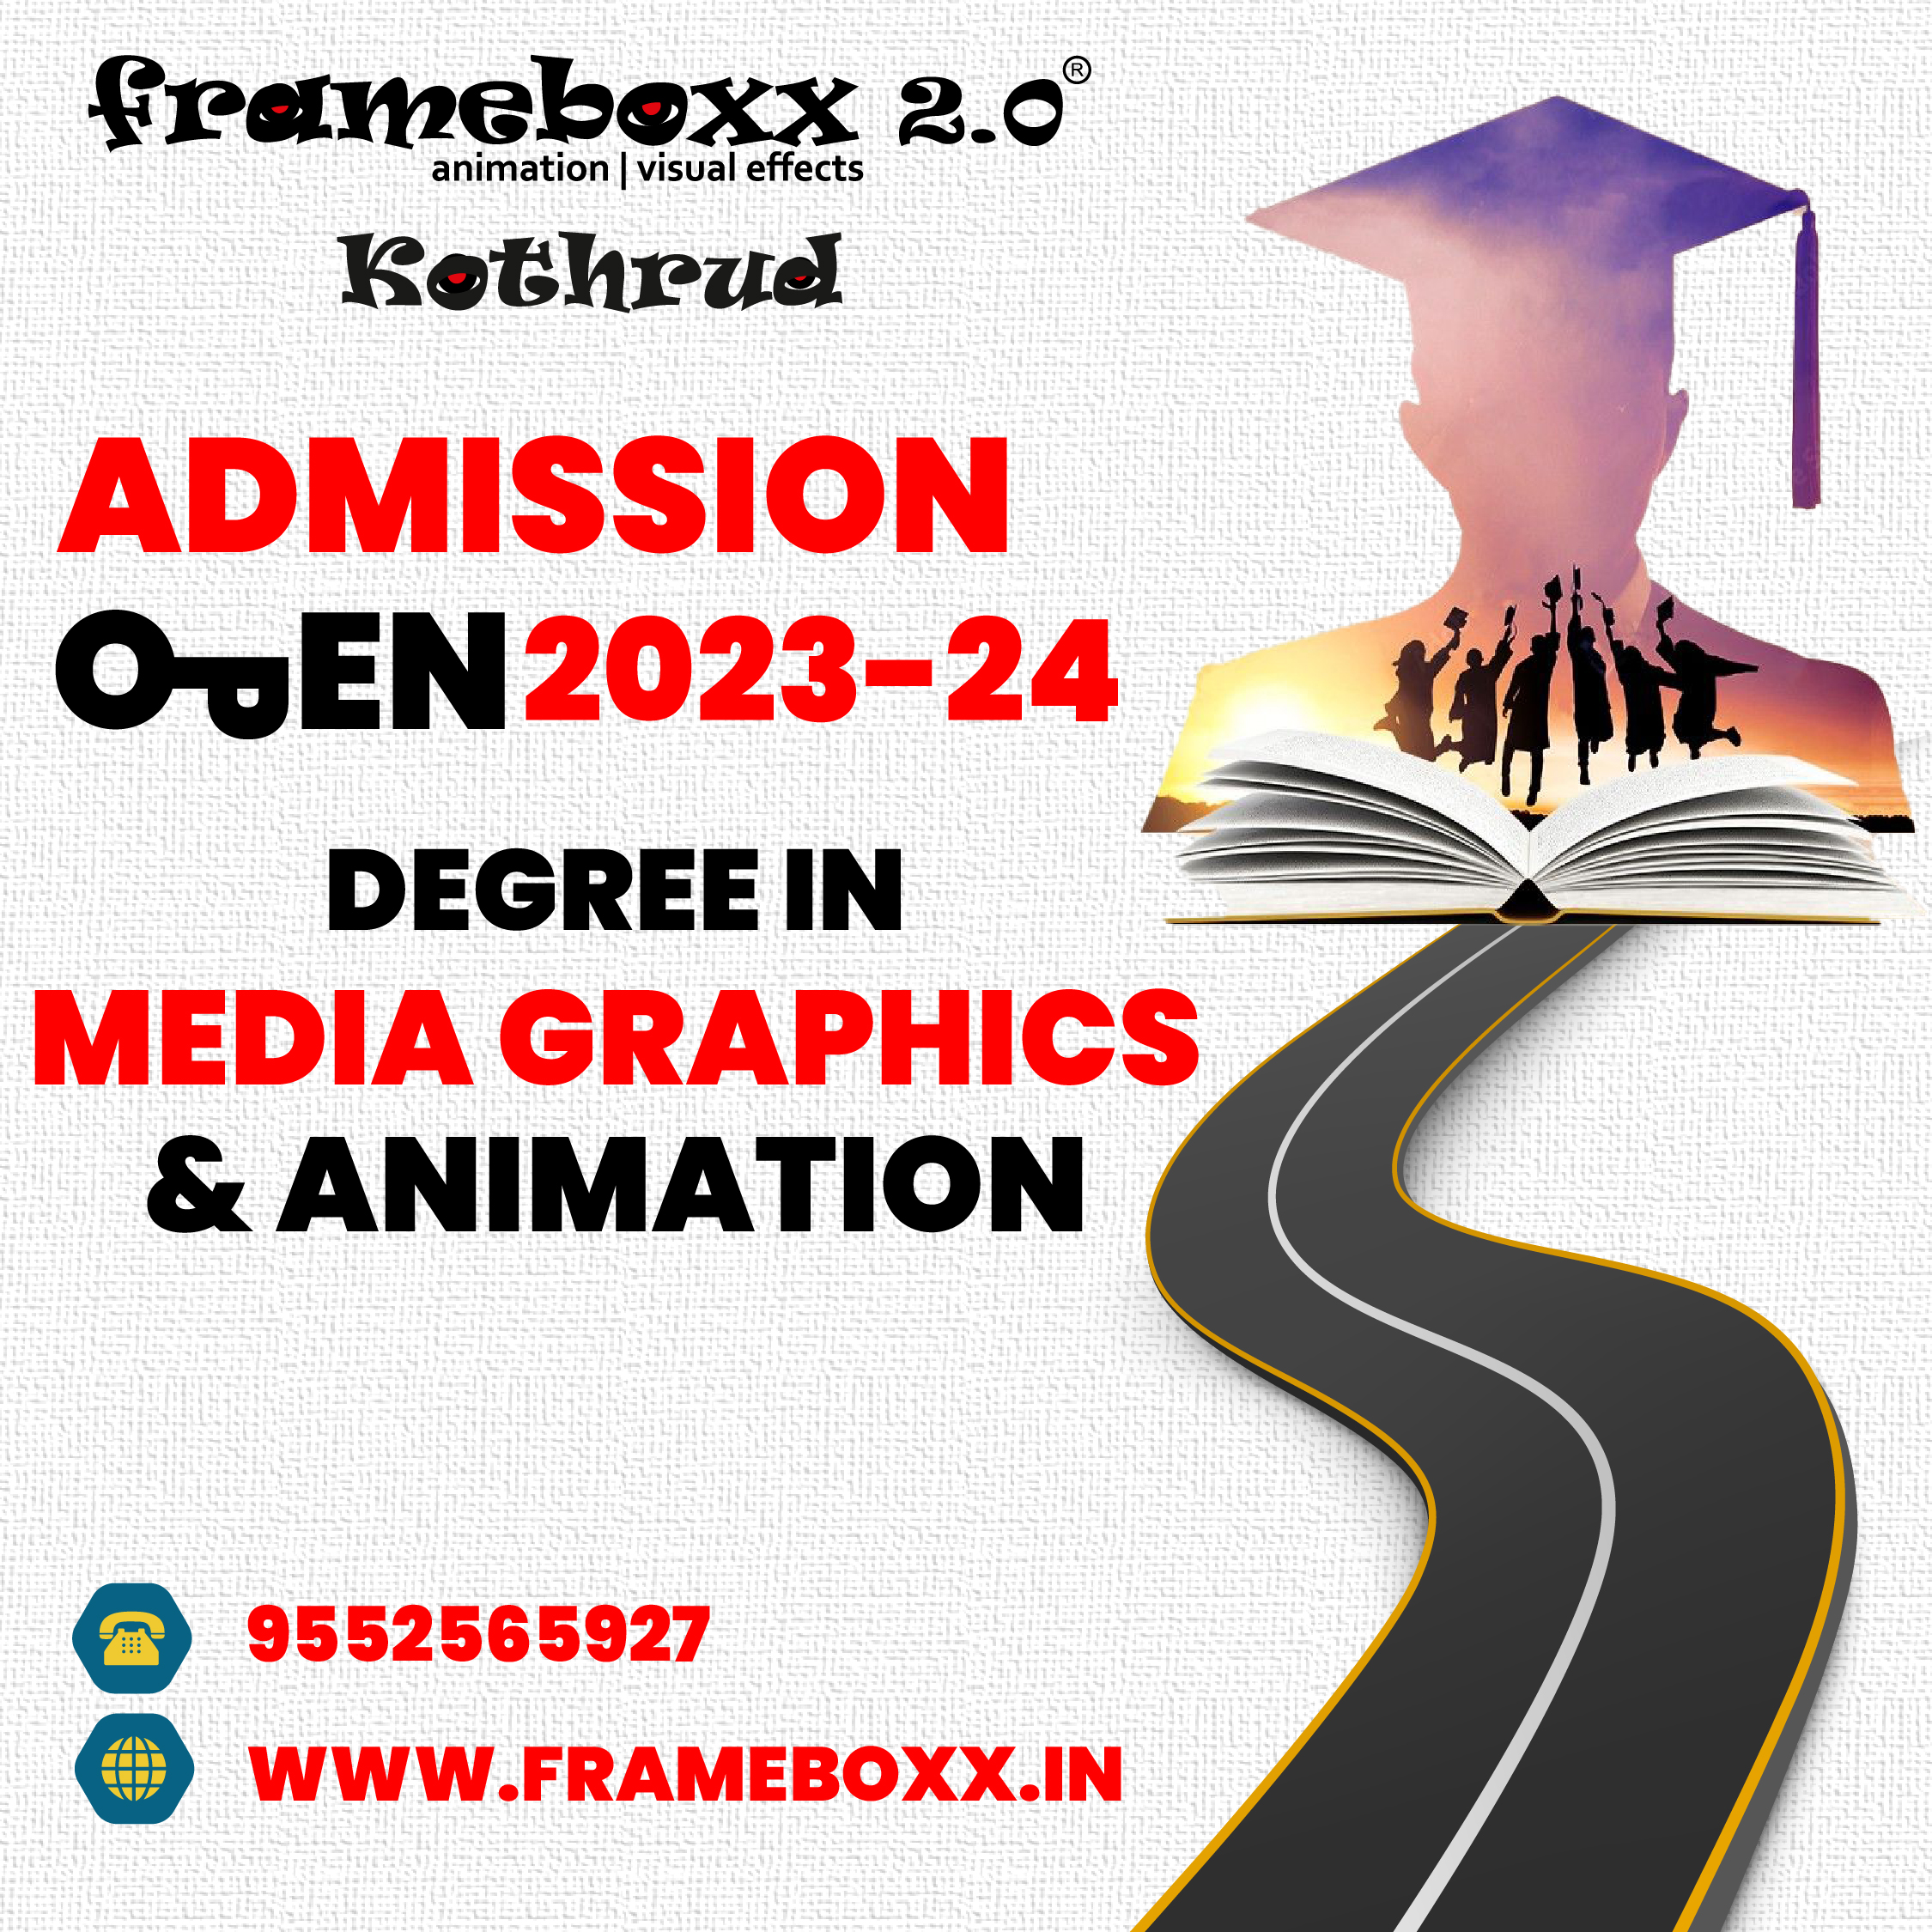 frameboxx 2.0®
animation | visual effects
Kothrud
ADMISSION
OPEN 2023-24
DEGREE IN
MEDIA GRAPHICS
& ANIMATION
9552565927
WWW.FRAMEBOXX.IN